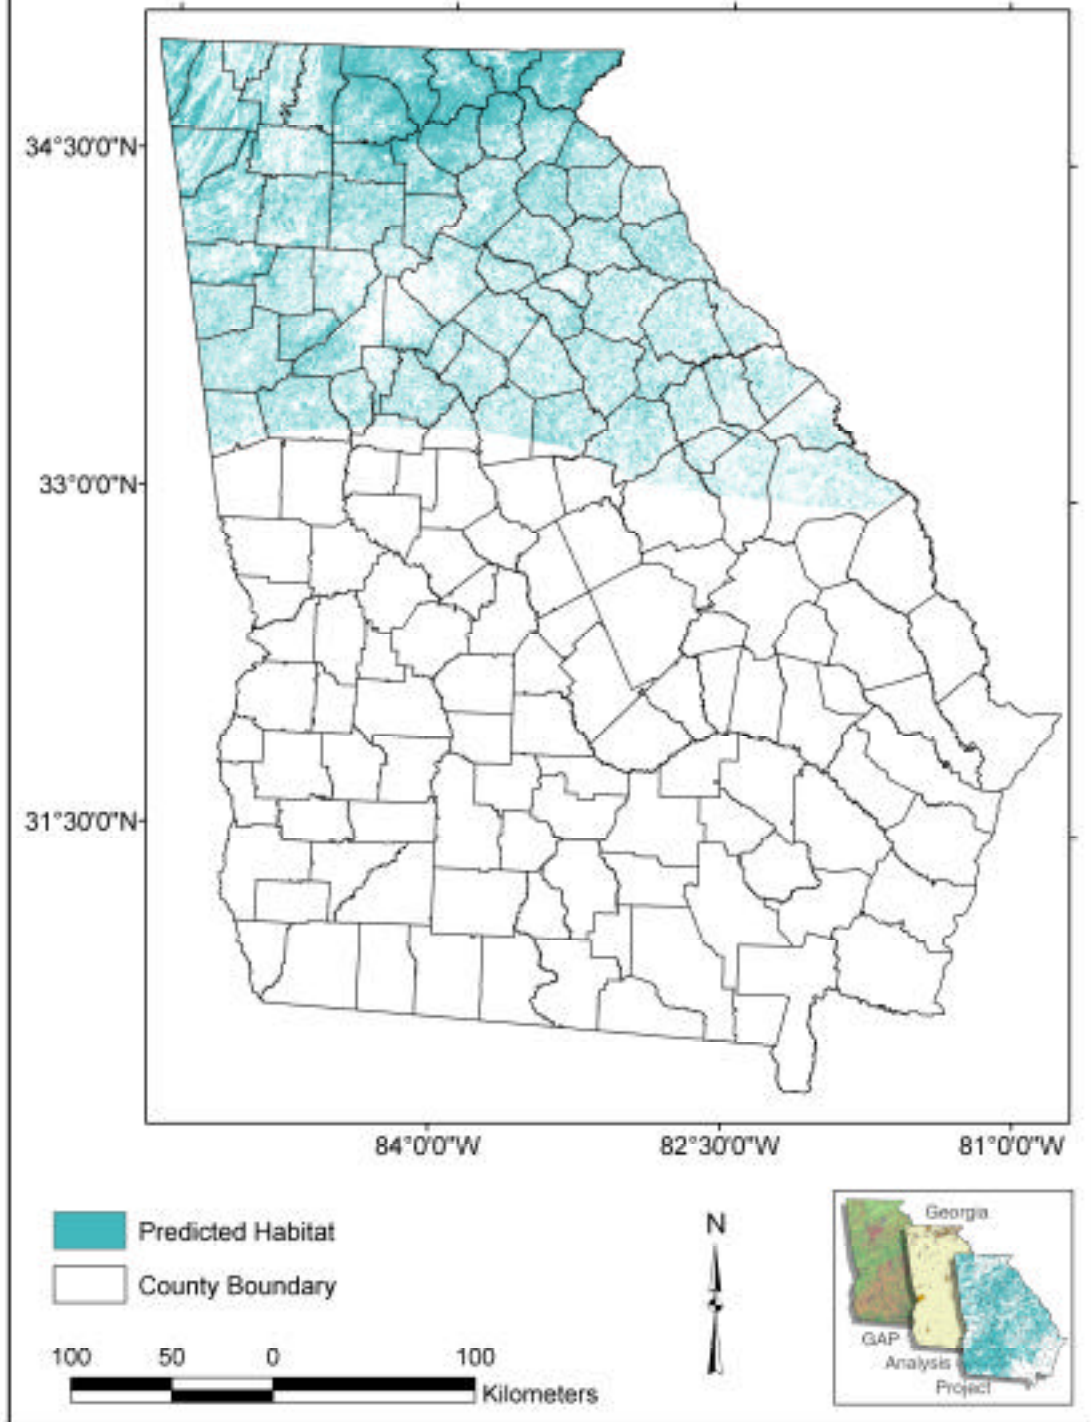 34°30'0"N
33°0'0"N
31°30'0"N
84°0'0"W 82°30'0"W 81°0'0"W
Predicted Habitat
County Boundary
N
100 50 0 100
Kilometers
Georgia
GAP
Analysis
Project